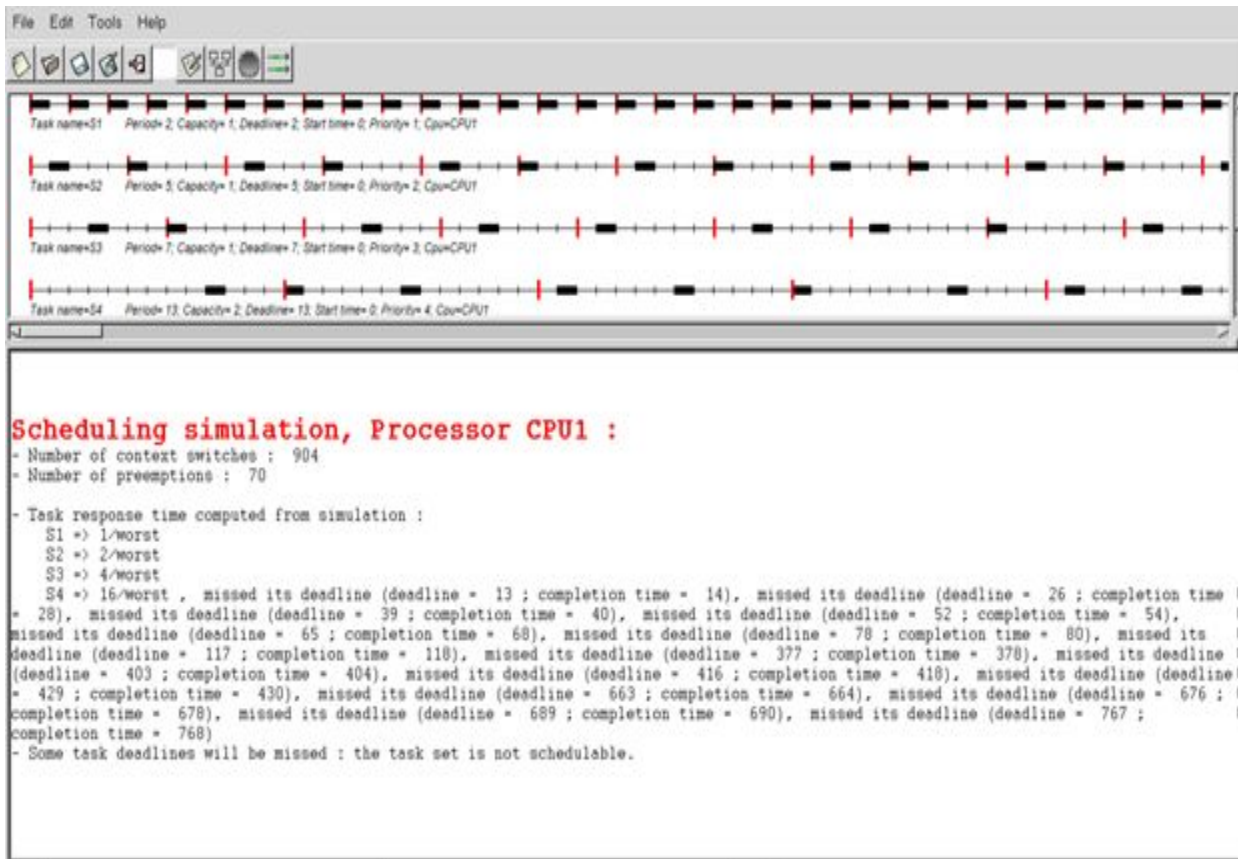 File Edit Tools Help
Task name=S1 Period= 2; Capacity= 1; Deadline= 2; Start time= 0; Priority= 1; Cpu=CPU1
Task name=S2 Period= 5; Capacity= 1; Deadline= 5; Start time= 0; Priority= 2; Cpu=CPU1
Task name=S3 Period= 7; Capacity= 1; Deadline= 7; Start time= 0; Priority= 3; Cpu=CPU1
Task name=S4 Period= 13; Capacity= 2; Deadline= 13; Start time= 0; Priority= 4; Cpu=CPU1
Scheduling simulation, Processor CPU1 :
- Number of context switches : 904
- Number of preemptions : 70
- Task response time computed from simulation :
S1 => 1/worst
S2 => 2/worst
S3 => 4/worst
S4 => 16/worst , missed its deadline (deadline = 13 ; completion time = 14), missed its deadline (deadline = 26 ; completion time
= 28), missed its deadline (deadline = 39 ; completion time = 40), missed its deadline (deadline = 52 ; completion time = 54),
missed its deadline (deadline = 65 ; completion time = 68), missed its deadline (deadline = 78 ; completion time = 80), missed its
deadline (deadline = 117 ; completion time = 118), missed its deadline (deadline = 377 ; completion time = 378), missed its deadline
(deadline = 403 ; completion time = 404), missed its deadline (deadline = 416 ; completion time = 418), missed its deadline (deadline
= 429 ; completion time = 430), missed its deadline (deadline = 663 ; completion time = 664), missed its deadline (deadline = 676 ;
completion time = 678), missed its deadline (deadline = 689 ; completion time = 690), missed its deadline (deadline = 767 ;
completion time = 768)
- Some task deadlines will be missed : the task set is not schedulable.